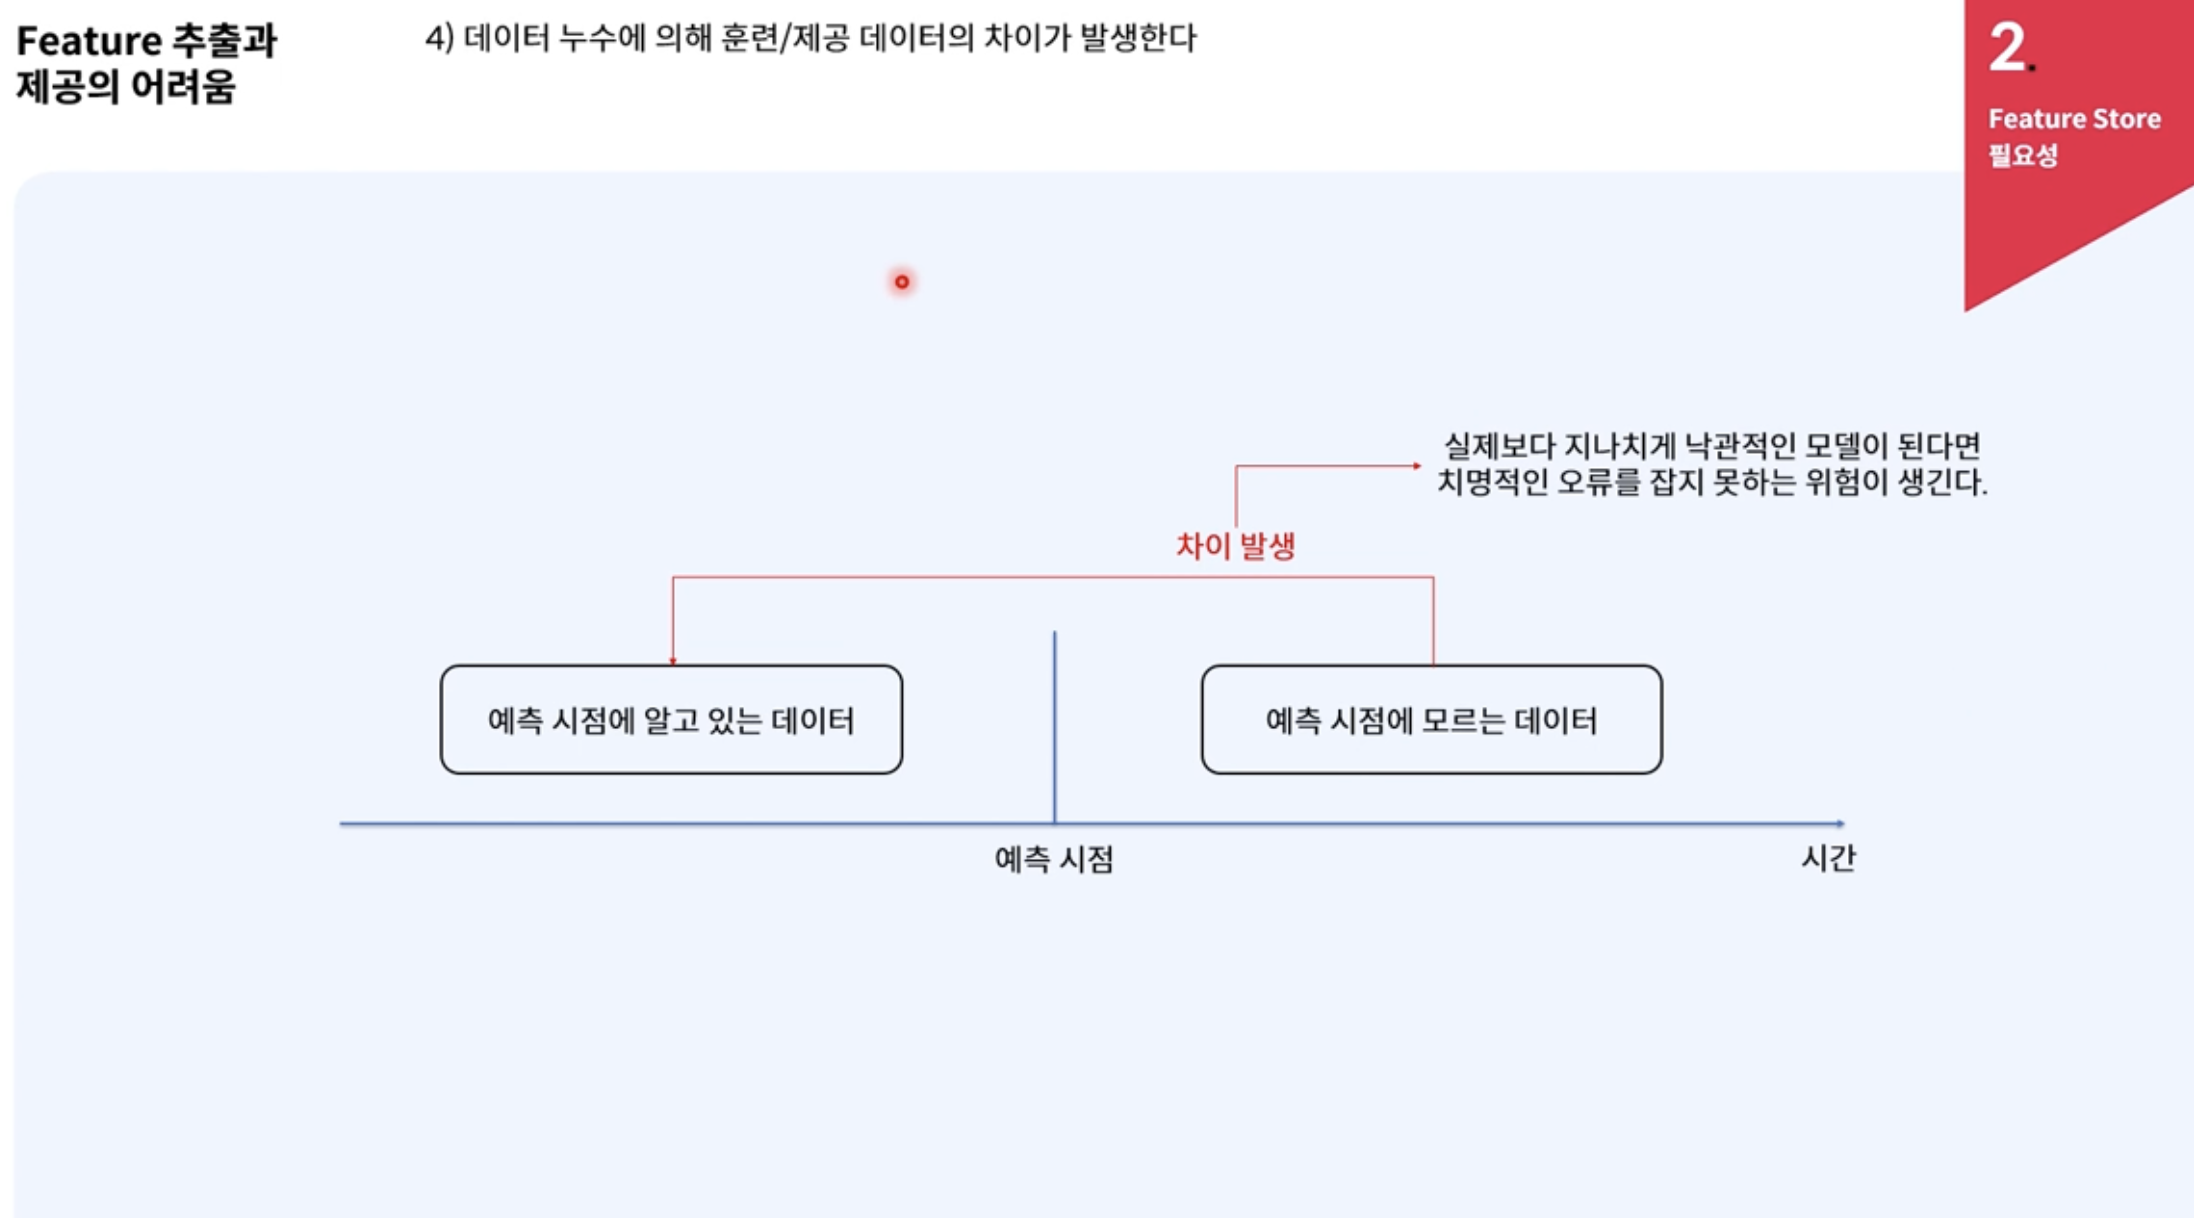 Feature 추출과
제공의 어려움
4) 데이터 누수에 의해 훈련/제공 데이터의 차이가 발생한다
2.
Feature Store
필요성
실제보다 지나치게 낙관적인 모델이 된다면
치명적인 오류를 잡지 못하는 위험이 생긴다.
차이 발생
예측 시점에 알고 있는 데이터
예측 시점에 모르는 데이터
예측 시점
시간